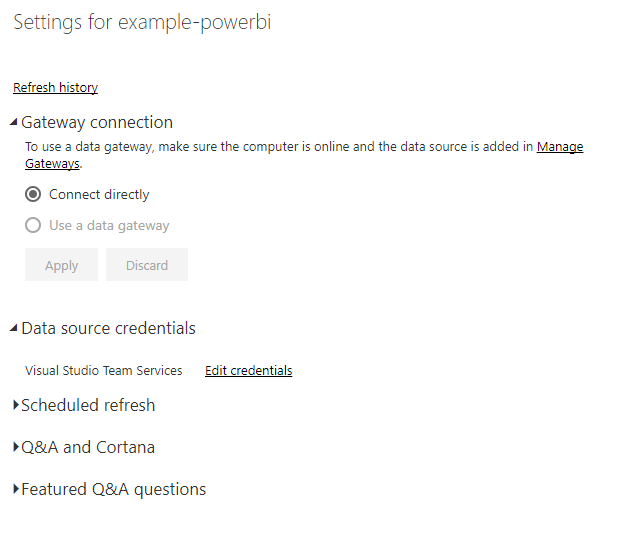 Settings for example-powerbi
Refresh history
Gateway connection
To use a data gateway, make sure the computer is online and the data source is added in Manage
Gateways.
Connect directly
Use a data gateway
Apply Discard
Data source credentials
Visual Studio Team Services Edit credentials
Scheduled refresh
Q&A and Cortana
Featured Q&A questions